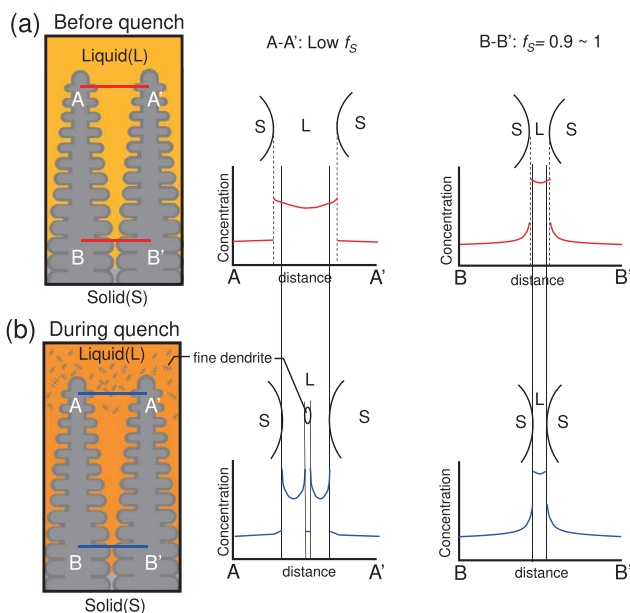 (a) Before quench
Liquid(L)
A A'
B B'
Solid(S)
A-A': Low fS
S L S
Concentration
A distance A'
B-B': fS= 0.9 ~ 1
S L S
Concentration
B distance B'
(b) During quench
Liquid(L)
fine dendrite
A A'
B B'
Solid(S)
L
S S
Concentration
A distance A'
L
S S
Concentration
B distance B'